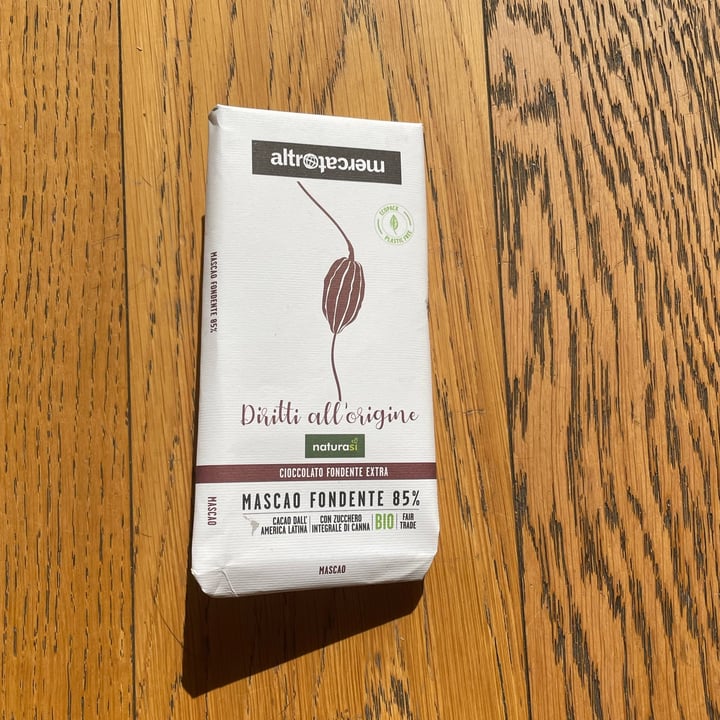 altromercato
ECOPACK
PLASTIC FREE
Diritti all'origine
naturasì
CIOCCOLATO FONDENTE EXTRA
MASCAO FONDENTE 85%
CACAO DALL'
AMERICA LATINA
CON ZUCCHERO
INTEGRALE DI CANNA
BIO
FAIR
TRADE
MASCAO
MASCAO FONDENTE 85%
MASCAO